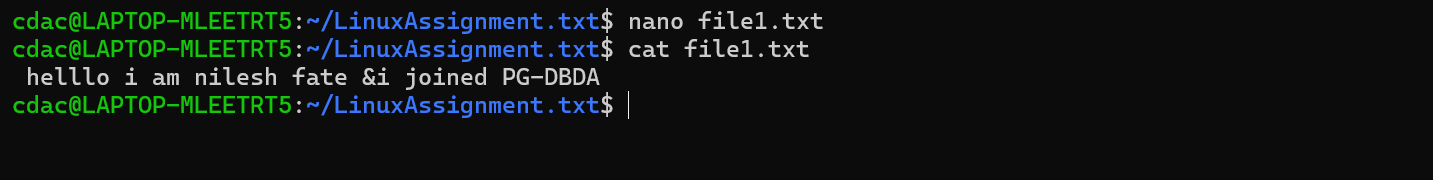 cdac@LAPTOP-MLEETRT5:~/LinuxAssignment.txt$ nano file1.txt
cdac@LAPTOP-MLEETRT5:~/LinuxAssignment.txt$ cat file1.txt
 helllo i am nilesh fate &i joined PG-DBDA
cdac@LAPTOP-MLEETRT5:~/LinuxAssignment.txt$